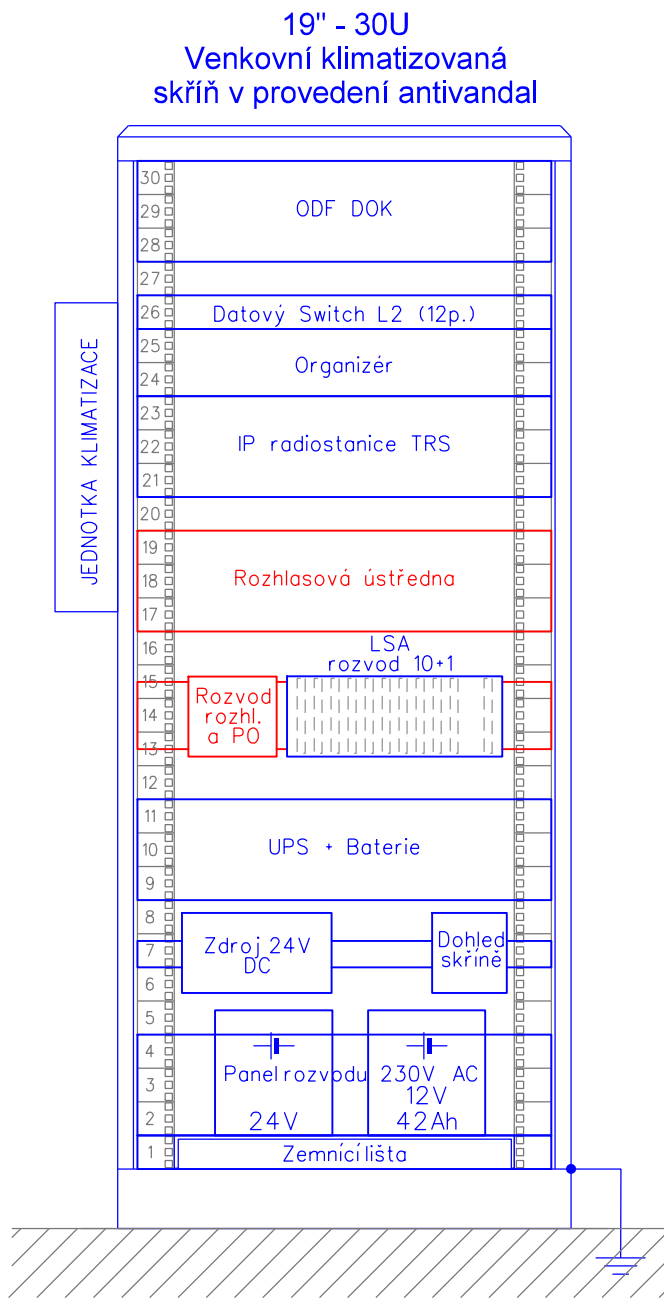 19" - 30U
Venkovní klimatizovaná
skříň v provedení antivandal
30
29
ODF DOK
28
27
26
Datový Switch L2 (12p.)
25
24
Organizér
23
22
IP radiostanice TRS
21
20
19
18
Rozhlasová ústředna
17
16
LSA
rozvod 10+1
15
14
13
Rozvod
rozhl.
a PO
12
11
10
UPS + Baterie
9
8
7
Zdroj 24V
DC
Dohled
skříně
6
5
4
3
Panel rozvodu 230V AC
12V
2
24V
42Ah
1
Zemnící lišta
JEDNOTKA KLIMATIZACE